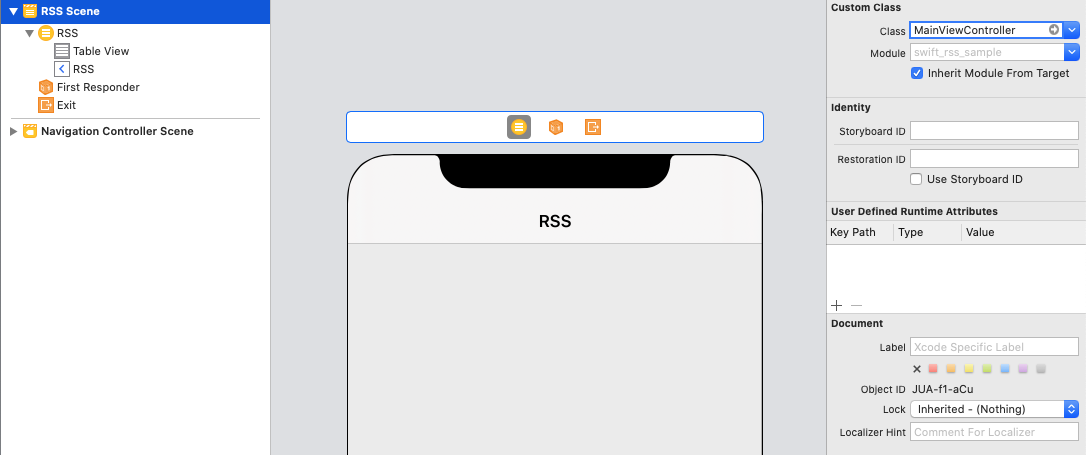 RSS Scene
RSS
Table View
RSS
First Responder
Exit
Navigation Controller Scene
RSS
Custom Class
Class MainViewController
Module swift_rss_sample
Inherit Module From Target
Identity
Storyboard ID
Restoration ID
Use Storyboard ID
User Defined Runtime Attributes
Key Path Type Value
Document
Label Xcode Specific Label
Object ID JUA-f1-aCu
Lock Inherited - (Nothing)
Localizer Hint Comment For Localizer